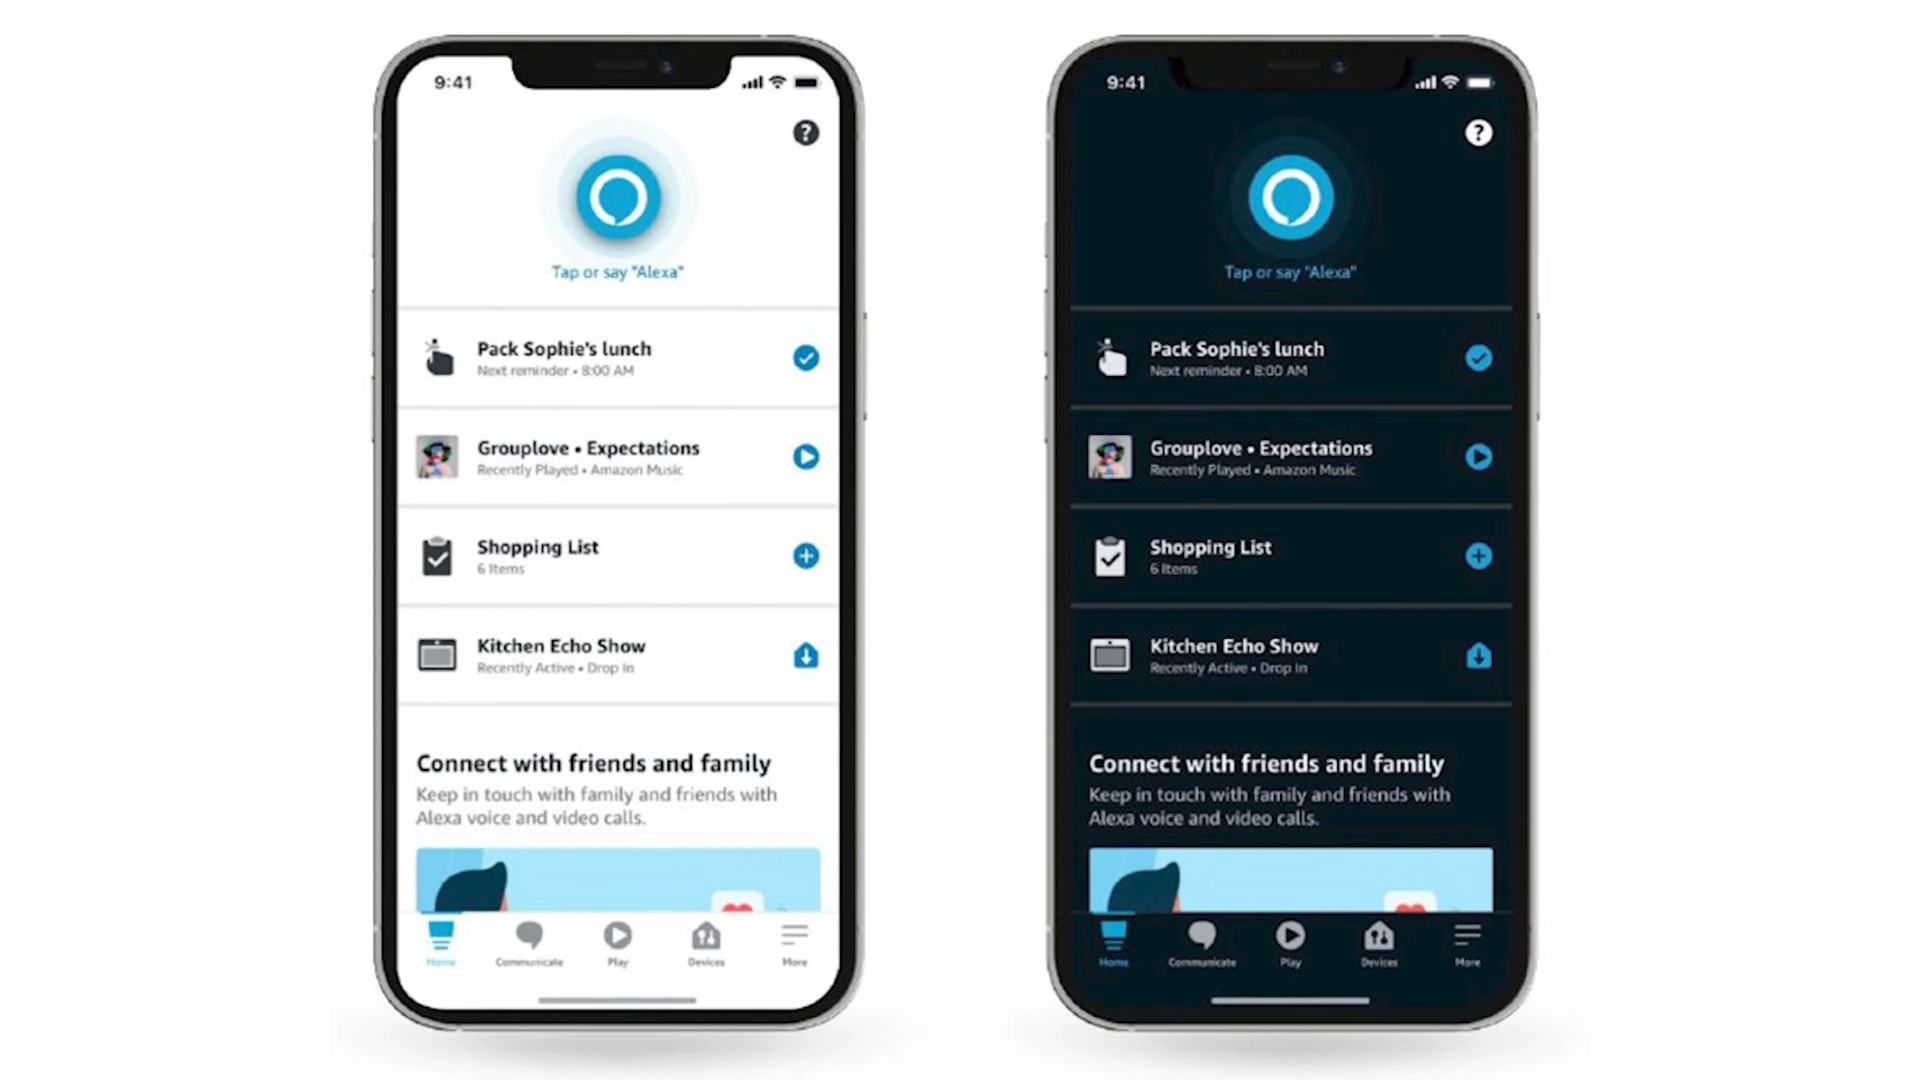 9:41
?
Tap or say "Alexa"
Pack Sophie's lunch
Next reminder • 8:00 AM
Grouplove • Expectations
Recently Played • Amazon Music
Shopping List
6 Items
Kitchen Echo Show
Recently Active • Drop In
Connect with friends and family
Keep in touch with family and friends with
Alexa voice and video calls.
Home Communicate Play Devices More
9:41
?
Tap or say "Alexa"
Pack Sophie's lunch
Next reminder • 8:00 AM
Grouplove • Expectations
Recently Played • Amazon Music
Shopping List
6 Items
Kitchen Echo Show
Recently Active • Drop In
Connect with friends and family
Keep in touch with family and friends with
Alexa voice and video calls.
Home Communicate Play Devices More